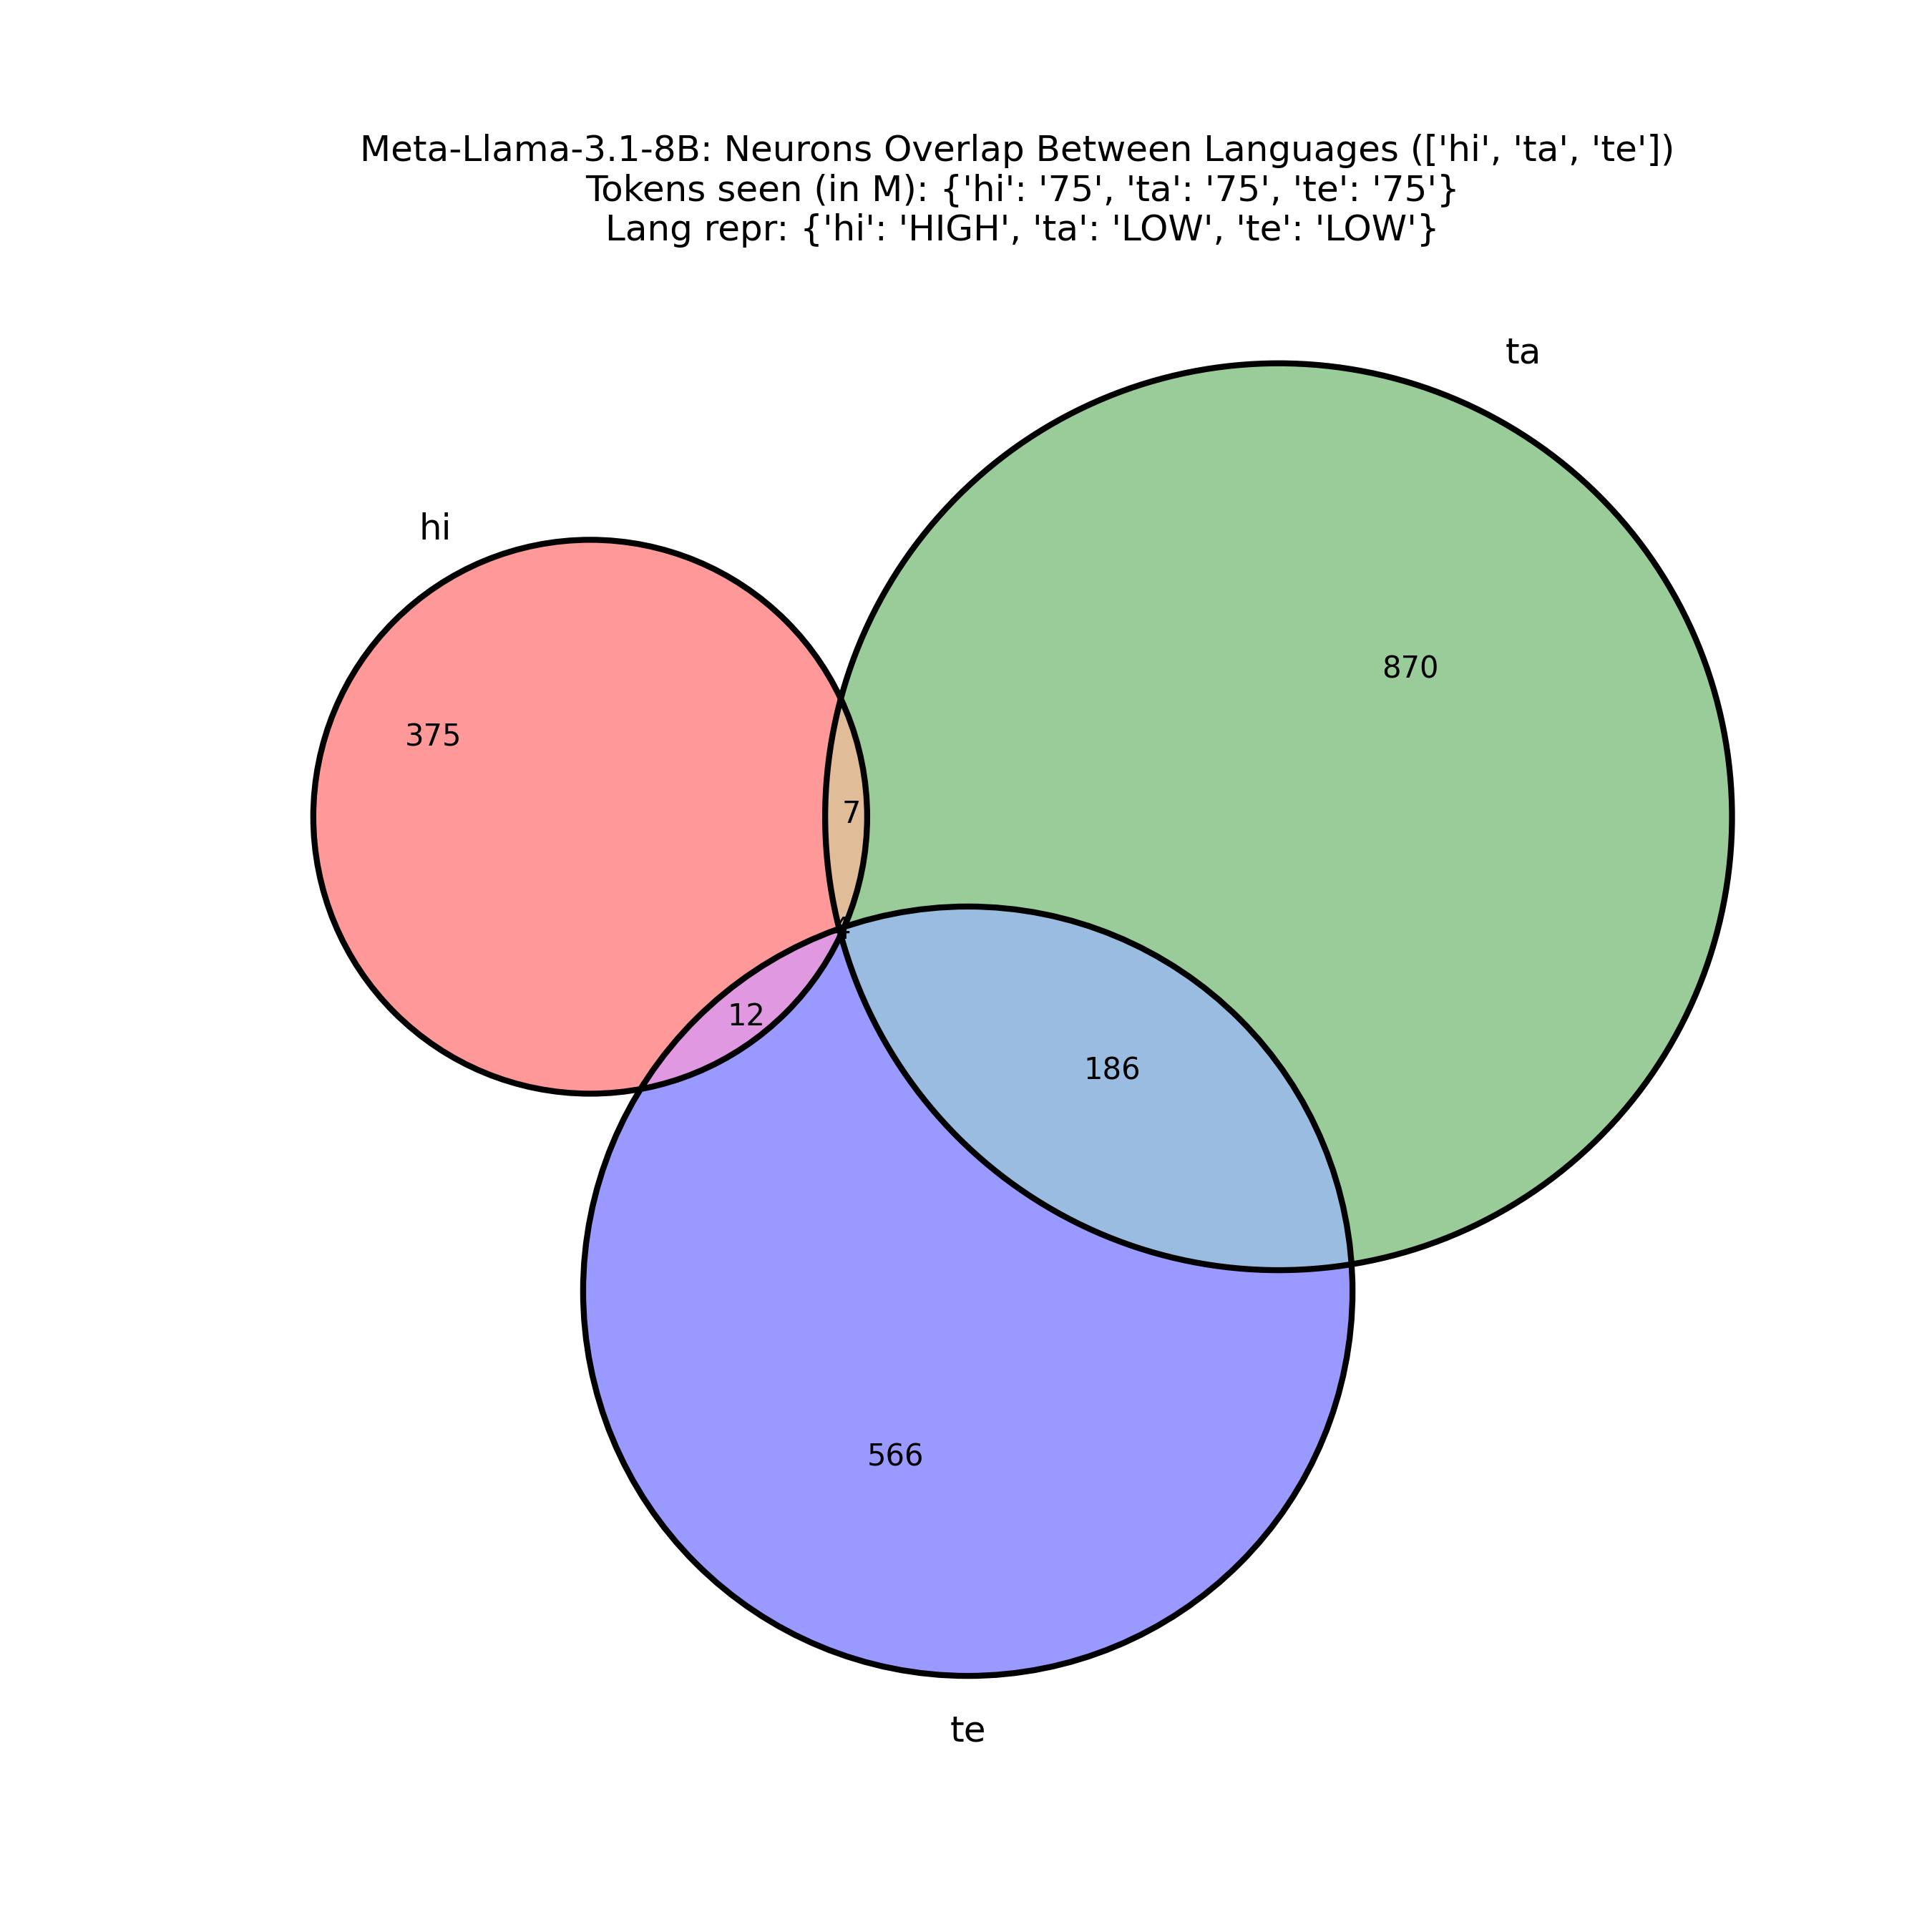 Meta-Llama-3.1-8B: Neurons Overlap Between Languages (['hi', 'ta', 'te'])
Tokens seen (in M): {'hi': '75', 'ta': '75', 'te': '75'}
Lang repr: {'hi': 'HIGH', 'ta': 'LOW', 'te': 'LOW'}
ta
hi
870
375
7
4
12
186
566
te